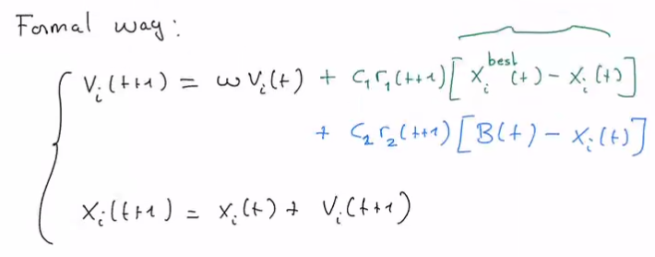 Formal way:
V_i(t+1) = ω V_i(t) + C_1 r_1(t+1) [X_i^best(t) - X_i(t)]
+ C_2 r_2(t+1) [B(t) - X_i(t)]
X_i(t+1) = X_i(t) + V_i(t+1)